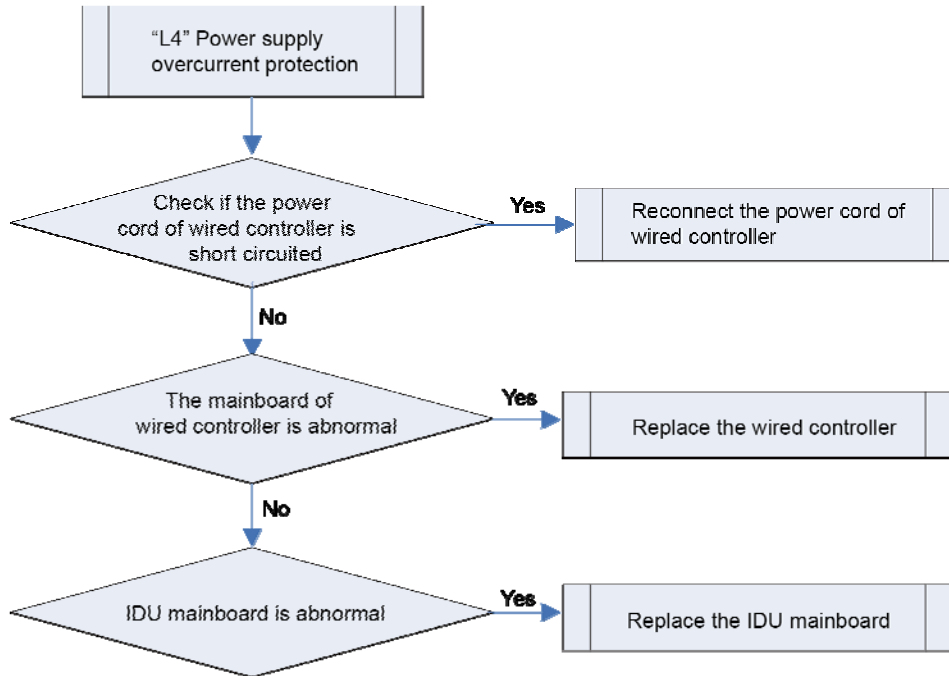 “L4” Power supply
overcurrent protection
Check if the power
cord of wired controller is
short circuited
Yes
Reconnect the power cord of
wired controller
No
The mainboard of
wired controller is abnormal
Yes
Replace the wired controller
No
IDU mainboard is abnormal
Yes
Replace the IDU mainboard